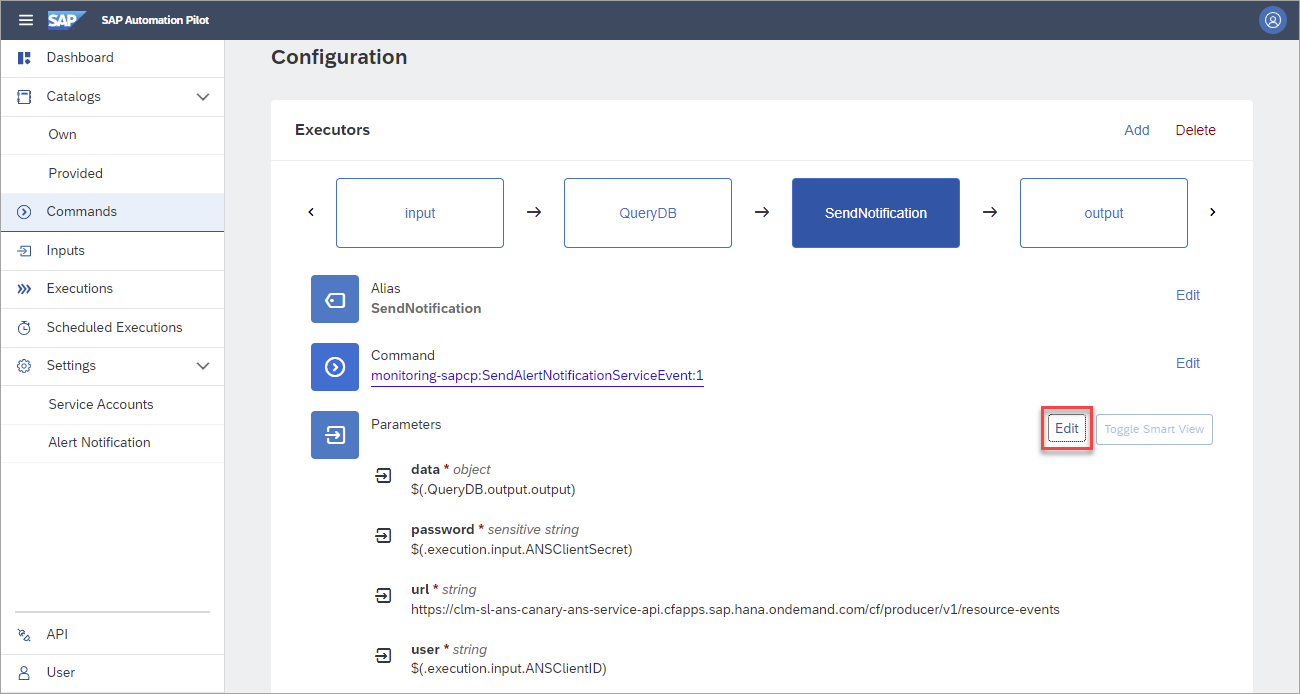 SAP SAP Automation Pilot
Dashboard
Catalogs
Own
Provided
Commands
Inputs
Executions
Scheduled Executions
Settings
Service Accounts
Alert Notification
API
User
Configuration
Executors
Add Delete
input QueryDB SendNotification output
Alias
SendNotification
Edit
Command
monitoring-sapcp:SendAlertNotificationServiceEvent:1
Edit
Parameters
Edit Toggle Smart View
data * object
$(.QueryDB.output.output)
password * sensitive string
$(.execution.input.ANSClientSecret)
url * string
https://clm-sl-ans-canary-ans-service-api.cfapps.sap.hana.ondemand.com/cf/producer/v1/resource-events
user * string
$(.execution.input.ANSClientID)